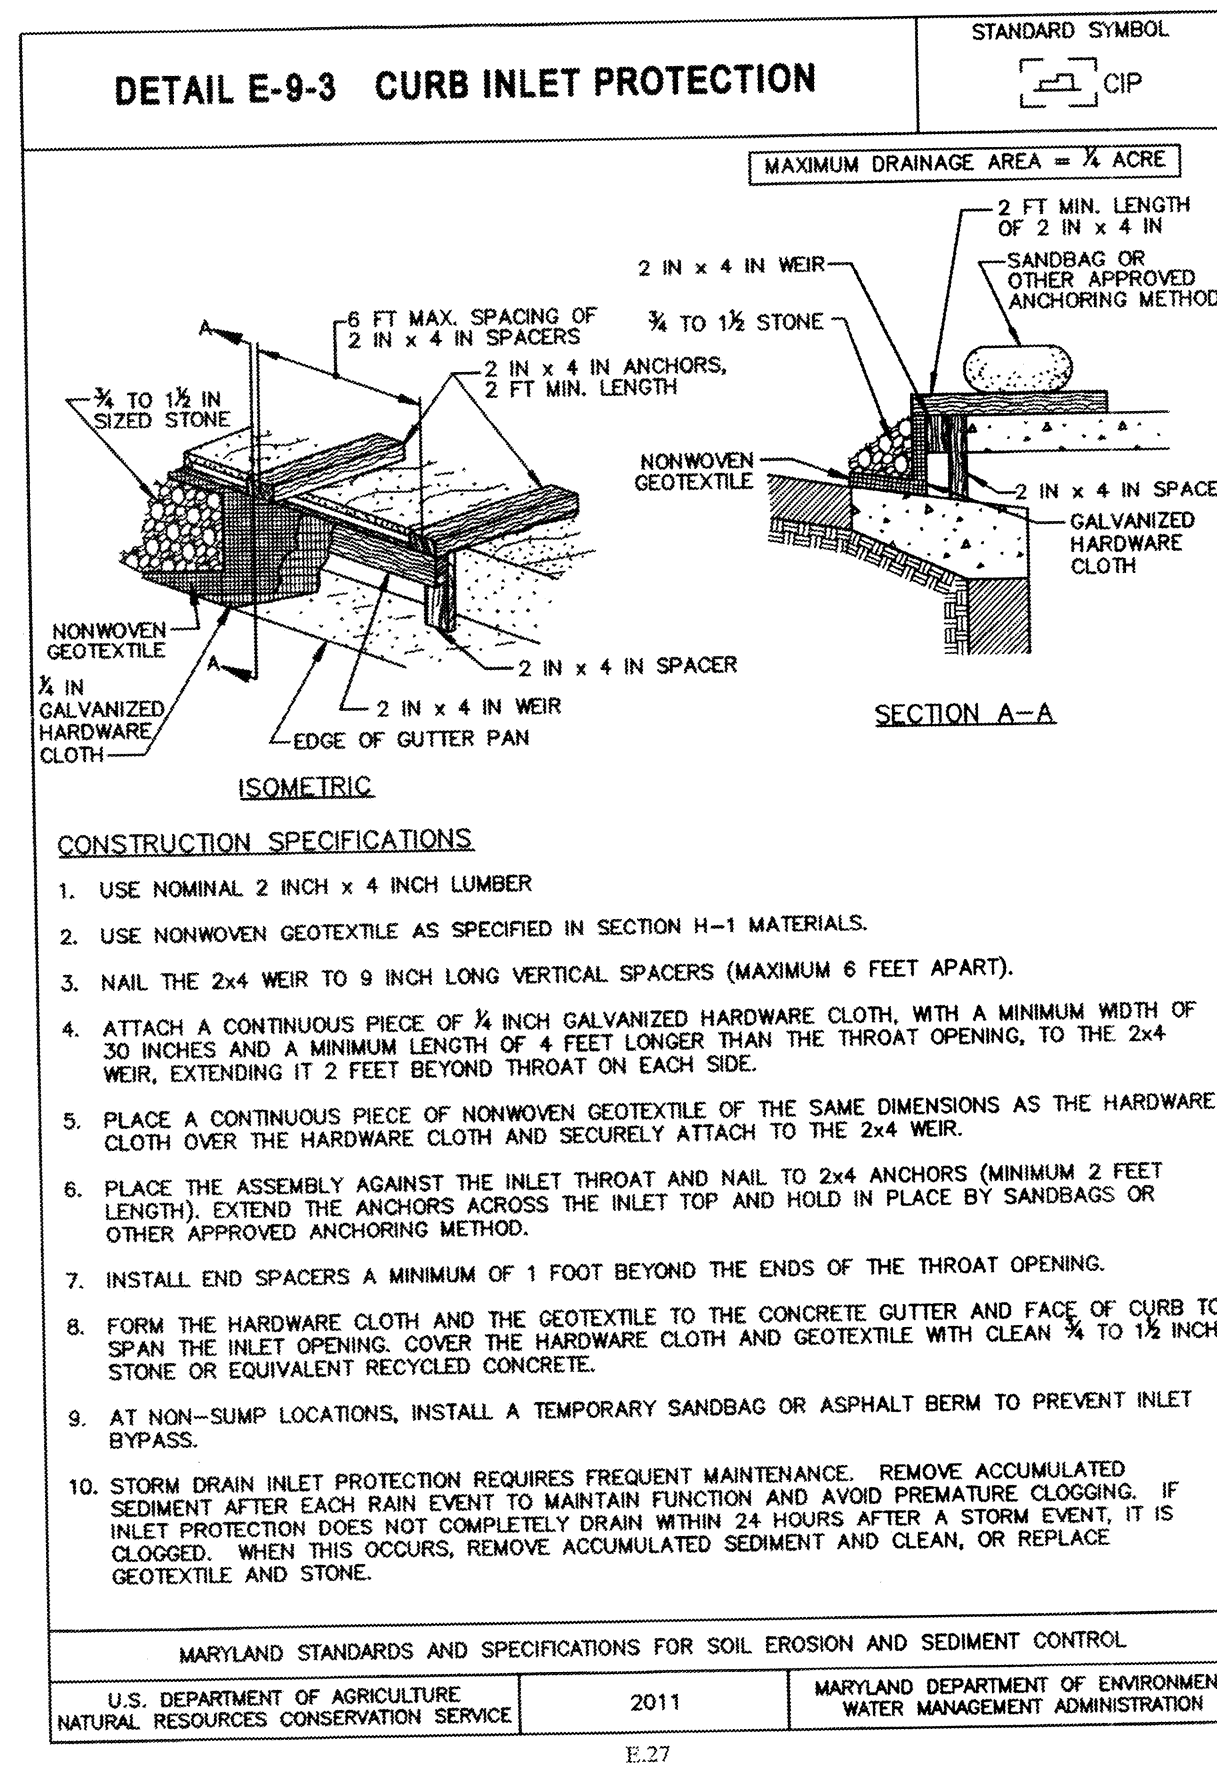 STANDARD SYMBOL
DETAIL E-9-3 CURB INLET PROTECTION
CIP
MAXIMUM DRAINAGE AREA = ¼ ACRE
2 FT MIN. LENGTH
OF 2 IN x 4 IN
2 IN x 4 IN WEIR
SANDBAG OR
OTHER APPROVED
ANCHORING METHOD
¾ TO 1½ STONE
A
6 FT MAX. SPACING OF
2 IN x 4 IN SPACERS
2 IN x 4 IN ANCHORS,
2 FT MIN. LENGTH
¾ TO 1½ IN
SIZED STONE
NONWOVEN
GEOTEXTILE
2 IN x 4 IN SPACE
GALVANIZED
HARDWARE
CLOTH
NONWOVEN
GEOTEXTILE
A
2 IN x 4 IN SPACER
¼ IN
GALVANIZED
HARDWARE
CLOTH
2 IN x 4 IN WEIR
EDGE OF GUTTER PAN
SECTION A-A
ISOMETRIC
CONSTRUCTION SPECIFICATIONS
1. USE NOMINAL 2 INCH x 4 INCH LUMBER
2. USE NONWOVEN GEOTEXTILE AS SPECIFIED IN SECTION H-1 MATERIALS.
3. NAIL THE 2x4 WEIR TO 9 INCH LONG VERTICAL SPACERS (MAXIMUM 6 FEET APART).
4. ATTACH A CONTINUOUS PIECE OF ¼ INCH GALVANIZED HARDWARE CLOTH, WITH A MINIMUM WIDTH OF
30 INCHES AND A MINIMUM LENGTH OF 4 FEET LONGER THAN THE THROAT OPENING, TO THE 2x4
WEIR, EXTENDING IT 2 FEET BEYOND THROAT ON EACH SIDE.
5. PLACE A CONTINUOUS PIECE OF NONWOVEN GEOTEXTILE OF THE SAME DIMENSIONS AS THE HARDWARE
CLOTH OVER THE HARDWARE CLOTH AND SECURELY ATTACH TO THE 2x4 WEIR.
6. PLACE THE ASSEMBLY AGAINST THE INLET THROAT AND NAIL TO 2x4 ANCHORS (MINIMUM 2 FEET
LENGTH). EXTEND THE ANCHORS ACROSS THE INLET TOP AND HOLD IN PLACE BY SANDBAGS OR
OTHER APPROVED ANCHORING METHOD.
7. INSTALL END SPACERS A MINIMUM OF 1 FOOT BEYOND THE ENDS OF THE THROAT OPENING.
8. FORM THE HARDWARE CLOTH AND THE GEOTEXTILE TO THE CONCRETE GUTTER AND FACE OF CURB TO
SPAN THE INLET OPENING. COVER THE HARDWARE CLOTH AND GEOTEXTILE WITH CLEAN ¾ TO 1½ INCH
STONE OR EQUIVALENT RECYCLED CONCRETE.
9. AT NON-SUMP LOCATIONS, INSTALL A TEMPORARY SANDBAG OR ASPHALT BERM TO PREVENT INLET
BYPASS.
10. STORM DRAIN INLET PROTECTION REQUIRES FREQUENT MAINTENANCE. REMOVE ACCUMULATED
SEDIMENT AFTER EACH RAIN EVENT TO MAINTAIN FUNCTION AND AVOID PREMATURE CLOGGING. IF
INLET PROTECTION DOES NOT COMPLETELY DRAIN WITHIN 24 HOURS AFTER A STORM EVENT, IT IS
CLOGGED. WHEN THIS OCCURS, REMOVE ACCUMULATED SEDIMENT AND CLEAN, OR REPLACE
GEOTEXTILE AND STONE.
MARYLAND STANDARDS AND SPECIFICATIONS FOR SOIL EROSION AND SEDIMENT CONTROL
U.S. DEPARTMENT OF AGRICULTURE
NATURAL RESOURCES CONSERVATION SERVICE
2011
MARYLAND DEPARTMENT OF ENVIRONMEN
WATER MANAGEMENT ADMINISTRATION
E.27